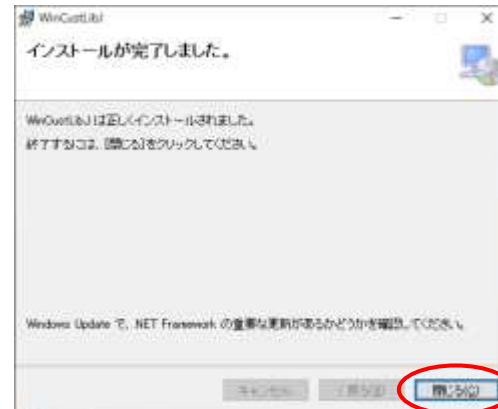 WinCustLibJ
インストールが完了しました。
WinCustLibJ は正しくインストールされました。
終了するには、[閉じる]をクリックしてください。
Windows Update で、.NET Framework の重要な更新があるかどうかを確認してください。
キャンセル
< 戻る(B)
閉じる(C)